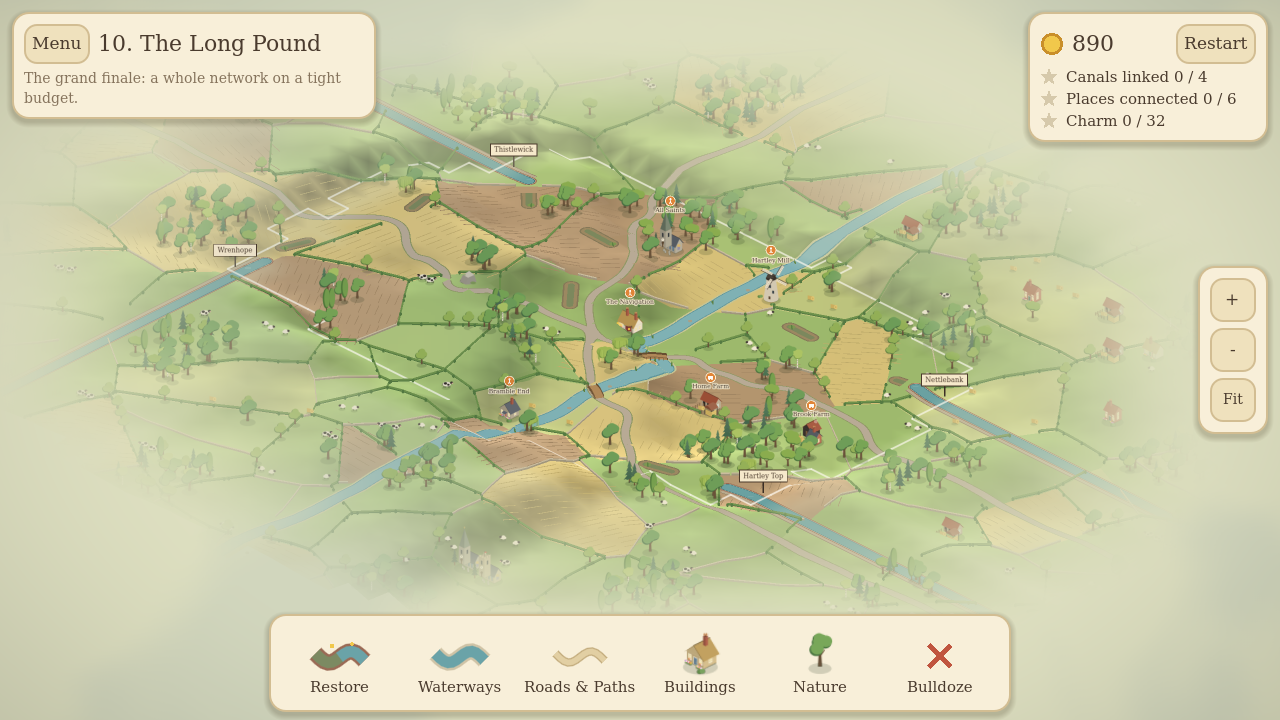 Menu
10. The Long Pound
The grand finale: a whole network on a tight
budget.
890
Restart
Canals linked 0 / 4
Places connected 0 / 6
Charm 0 / 32
Thistlewick
All Saints
Wrenhope
Hartley Mill
The Navigation
Home Farm
Nettlebank
Bramble End
Brook Farm
Hartley Top
+
-
Fit
Restore
Waterways
Roads & Paths
Buildings
Nature
Bulldoze